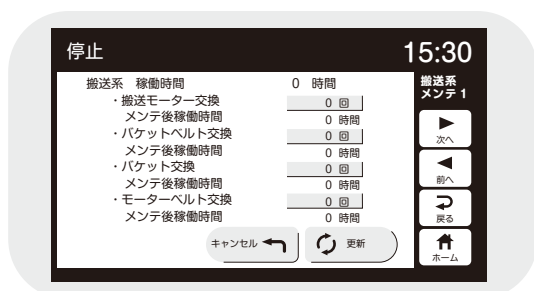 停止 15:30
搬送系 稼働時間 0 時間
・搬送モーター交換 0 回
メンテ後稼働時間 0 時間
・バケットベルト交換 0 回
メンテ後稼働時間 0 時間
・バケット交換 0 回
メンテ後稼働時間 0 時間
・モーターベルト交換 0 回
メンテ後稼働時間 0 時間
キャンセル 更新
搬送系
メンテ 1
次へ
前へ
戻る
ホーム